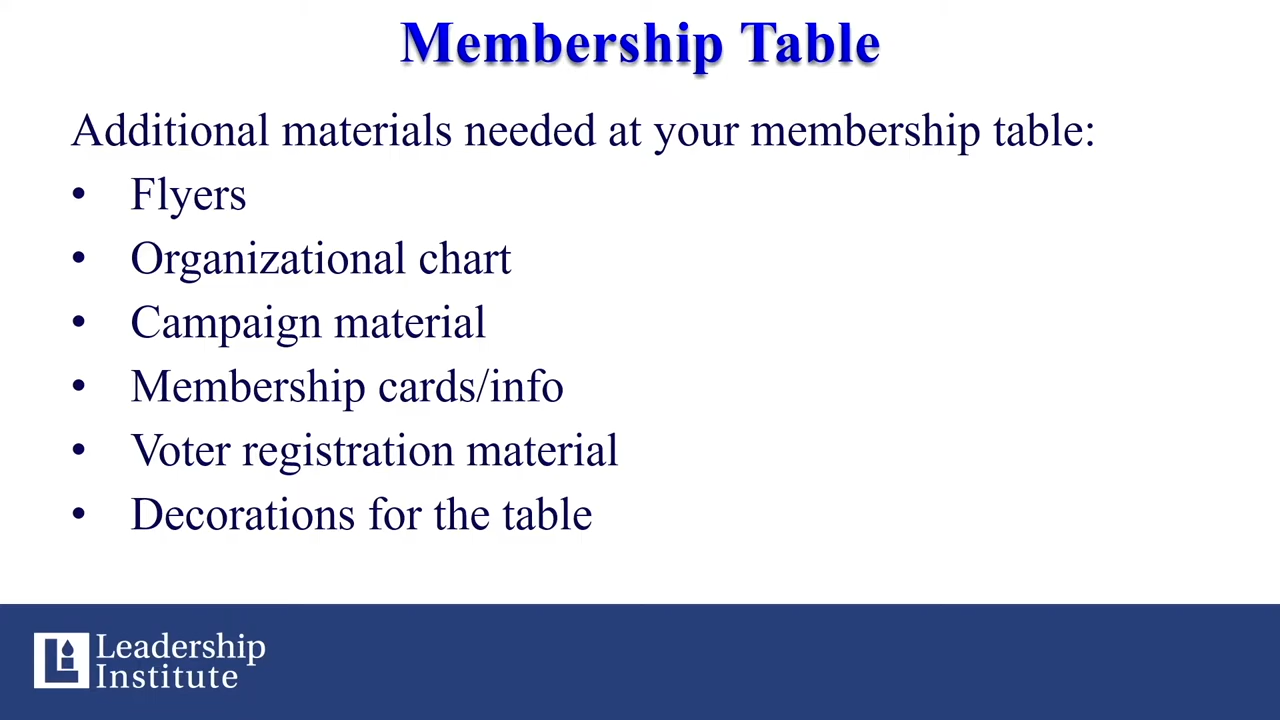 Membership Table
Additional materials needed at your membership table:
• Flyers
• Organizational chart
• Campaign material
• Membership cards/info
• Voter registration material
• Decorations for the table
Leadership
Institute